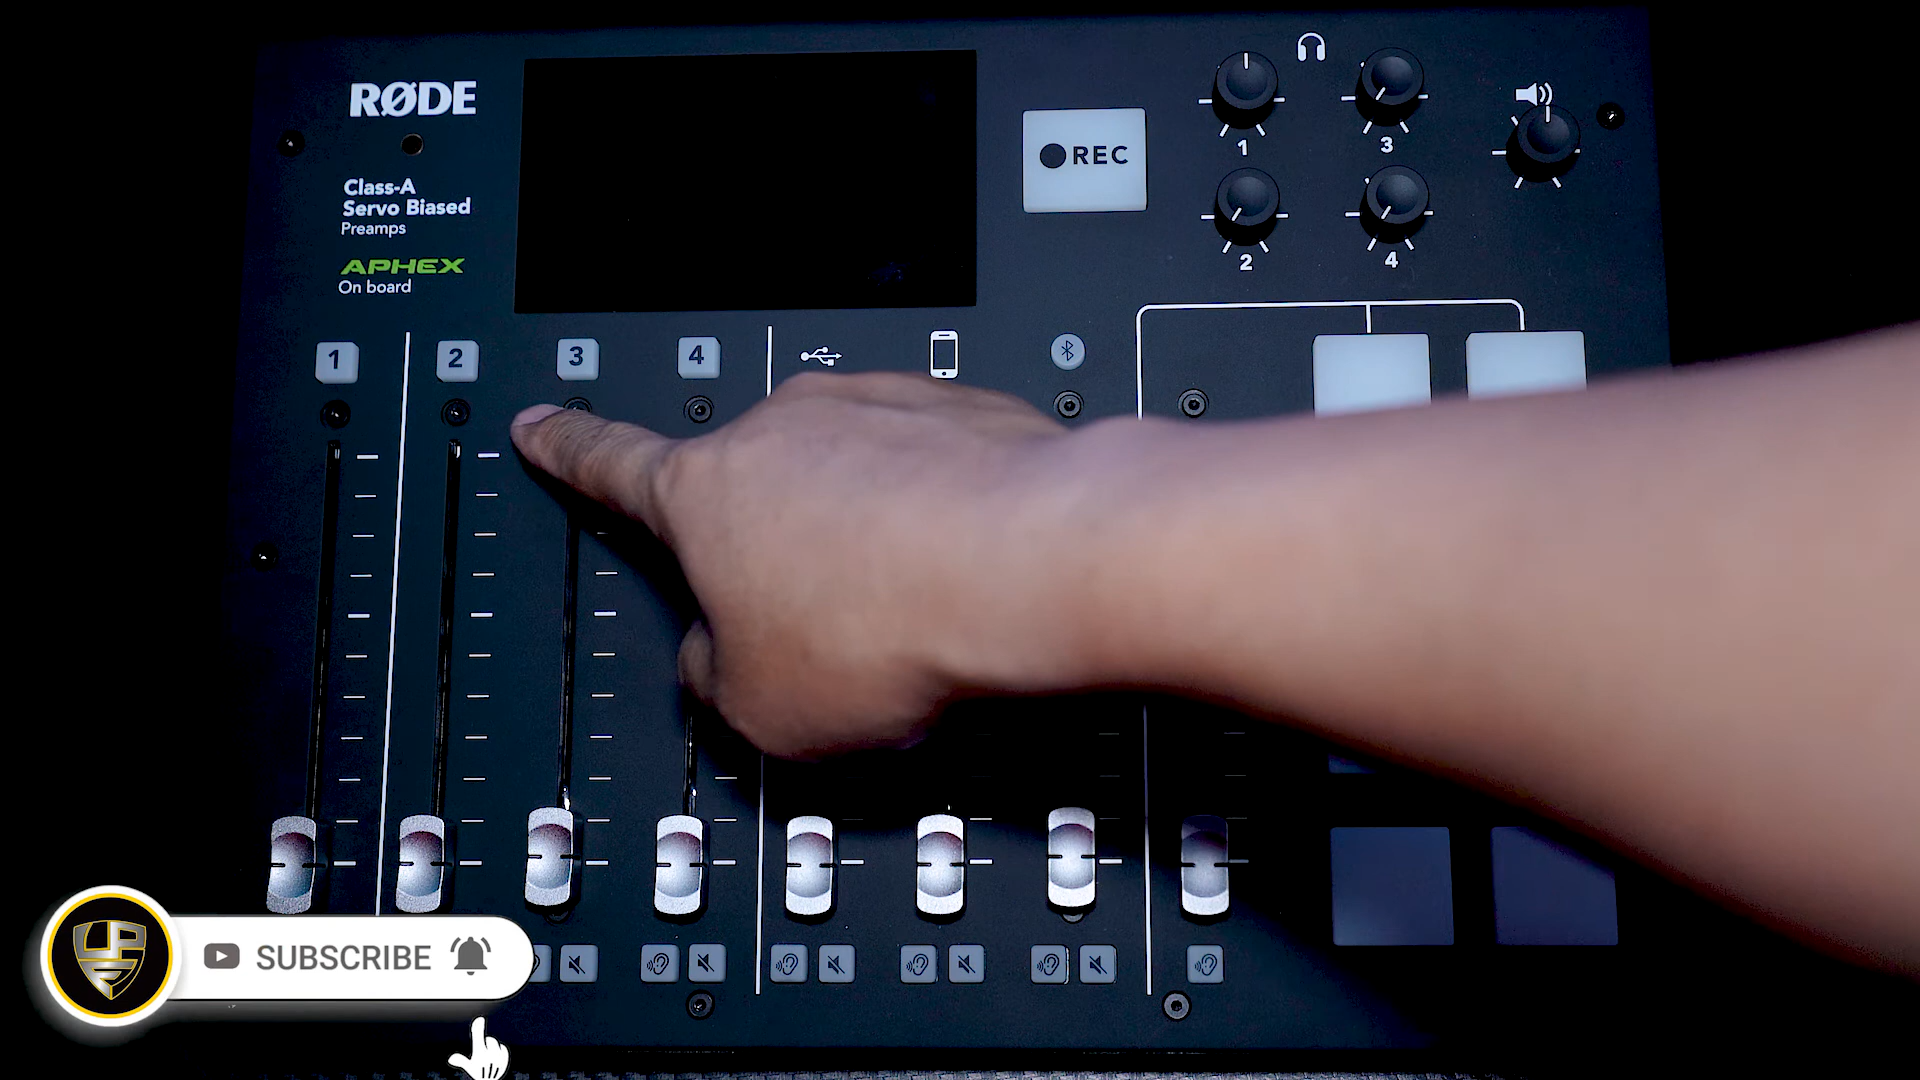 RØDE
Class-A
Servo Biased
Preamps
APHEX
On board
REC
1
3
2
4
1
2
3
4
SUBSCRIBE